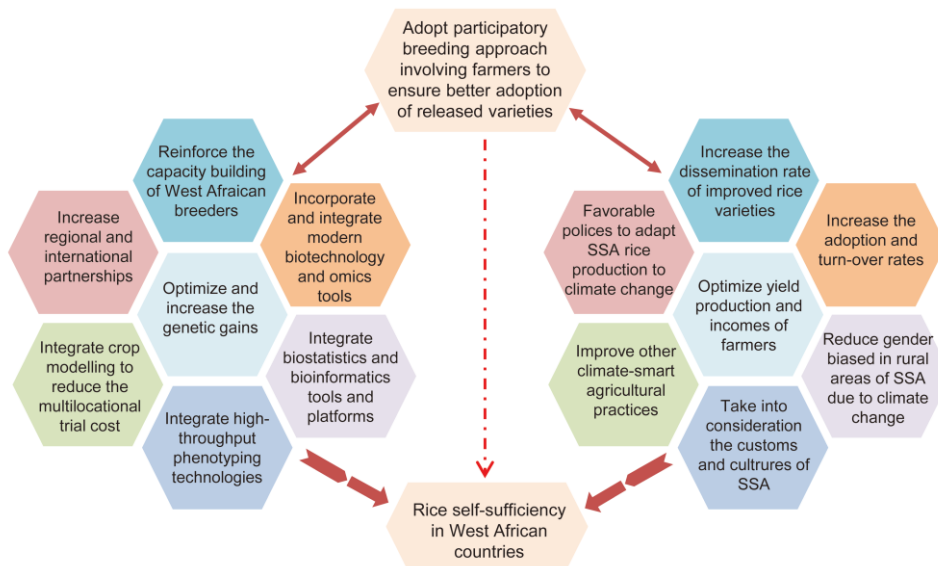 Adopt participatory
breeding approach
involving farmers to
ensure better adoption
of released varieties
Reinforce the
capacity building
of West Afraican
breeders
Increase
regional and
international
partnerships
Incorporate
and integrate
modern
biotechnology
and omics
tools
Optimize and
increase the
genetic gains
Integrate crop
modelling to
reduce the
multilocational
trial cost
Integrate
biostatistics and
bioinformatics
tools and
platforms
Integrate high-
throughput
phenotyping
technologies
Increase the
dissemination rate
of improved rice
varieties
Favorable
polices to adapt
SSA rice
production to
climate change
Increase the
adoption and
turn-over rates
Optimize yield
production and
incomes of
farmers
Improve other
climate-smart
agricultural
practices
Reduce gender
biased in rural
areas of SSA
due to climate
change
Take into
consideration
the customs
and cultrures of
SSA
Rice self-sufficiency
in West African
countries